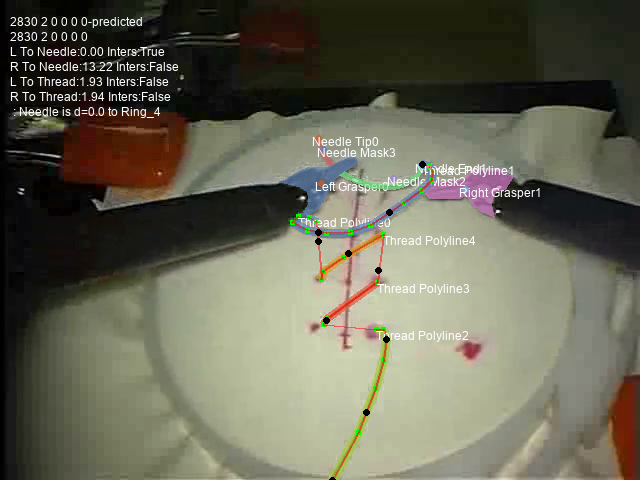 2830 2 0 0 0 0-predicted
2830 2 0 0 0 0
L To Needle:0.00 Inters:True
R To Needle:13.22 Inters:False
L To Thread:1.93 Inters:False
R To Thread:1.94 Inters:False
: Needle is d=0.0 to Ring_4
Needle Tip0
Needle Mask3
Needle End1
Thread Polyline1
Needle Mask2
Left Grasper0
Right Grasper1
Thread Polyline0
Thread Polyline4
Thread Polyline3
Thread Polyline2